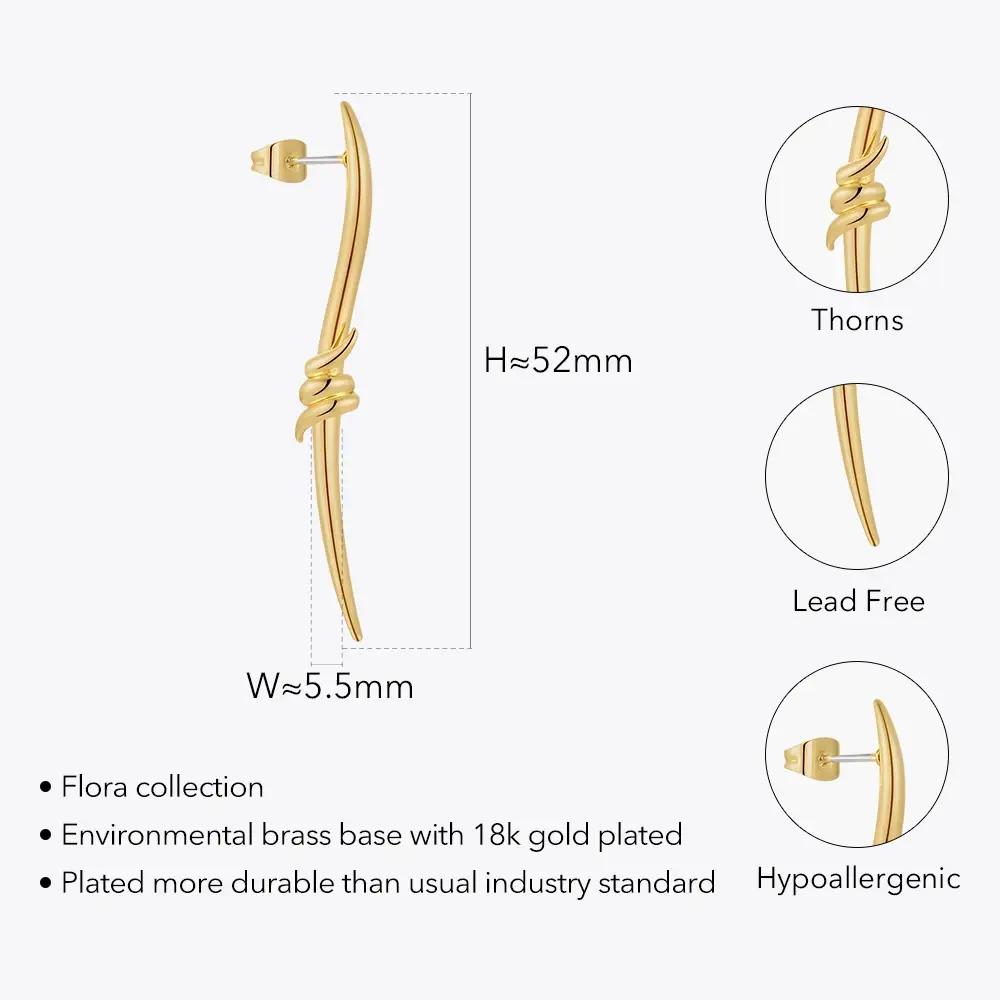 H≈52mm
W≈5.5mm
Thorns
Lead Free
Hypoallergenic
• Flora collection
• Environmental brass base with 18k gold plated
• Plated more durable than usual industry standard